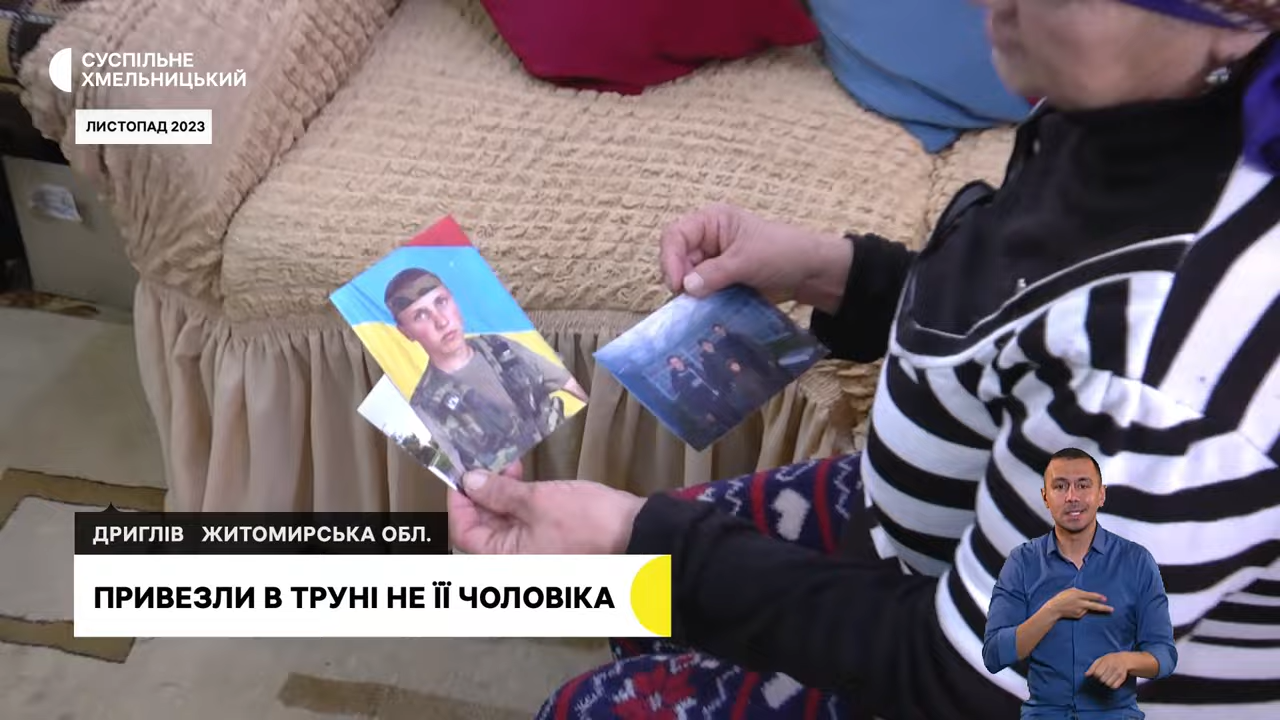 СУСПІЛЬНЕ
ХМЕЛЬНИЦЬКИЙ
ЛИСТОПАД 2023
ДРИГЛІВ ЖИТОМИРСЬКА ОБЛ.
ПРИВЕЗЛИ В ТРУНІ НЕ ЇЇ ЧОЛОВІКА